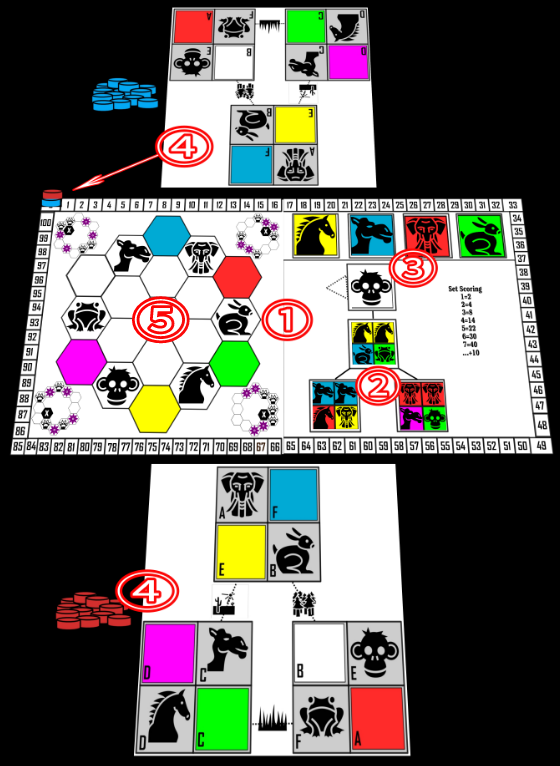 A F C D
E B C D
B E
F A
④
1 2 3 4 5 6 7 8 9 10 11 12 13 14 15 16 17 18 19 20 21 22 23 24 25 26 27 28 29 30 31 32 33
100 X X 34
99 35
98 36
97 37
③
96 38
95 39
94 40
93 41
92 42
91 43
90 44
89 45
88 46
87 47
86 48
Set Scoring
1=2
2=4
3=8
4=14
5=22
6=30
7=40
...+10
⑤
①
②
X X
85 84 83 82 81 80 79 78 77 76 75 74 73 72 71 70 69 68 67 66 65 64 63 62 61 60 59 58 57 56 55 54 53 52 51 50 49
A F
E B
④
D C B E
D C F A